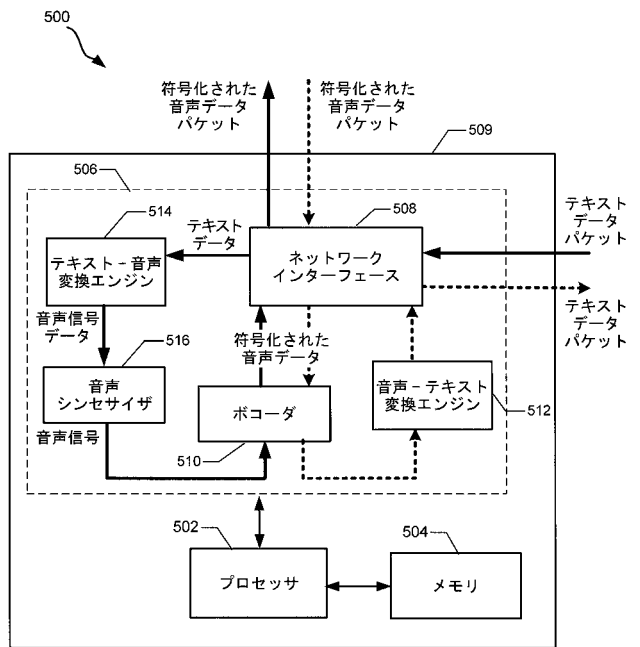 500
符号化された
音声データ
パケット
符号化された
音声データ
パケット
509
506
514
テキスト
データ
508
テキスト
データ
パケット
テキスト-音声
変換エンジン
ネットワーク
インターフェース
テキスト
データ
パケット
音声信号
データ
516
符号化された
音声データ
音声
シンセサイザ
ボコーダ
音声-テキスト
変換エンジン
512
音声信号
510
502
504
プロセッサ
メモリ